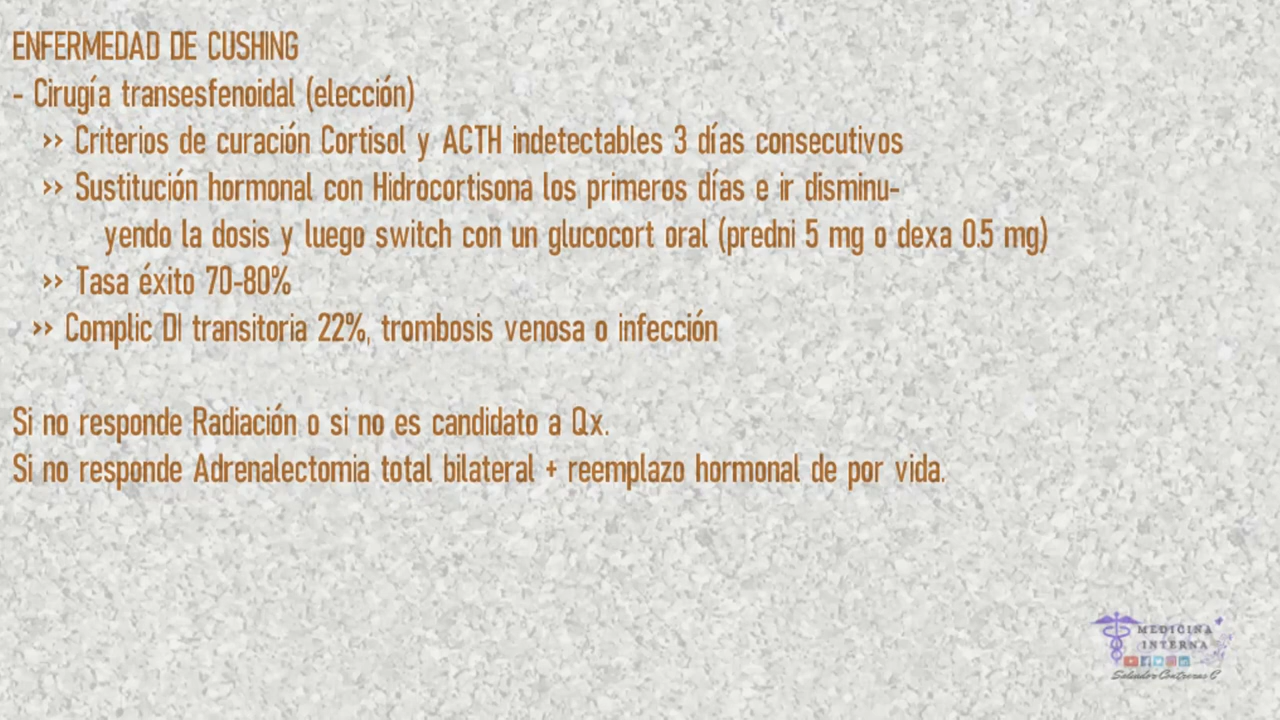 ENFERMEDAD DE CUSHING
- Cirugía transesfenoidal (elección)
>> Criterios de curación Cortisol y ACTH indetectables 3 días consecutivos
>> Sustitución hormonal con Hidrocortisona los primeros días e ir disminu-
yendo la dosis y luego switch con un glucocort oral (predni 5 mg o dexa 0.5 mg)
>> Tasa éxito 70-80%
>> Complic DI transitoria 22%, trombosis venosa o infección
Si no responde Radiación o si no es candidato a Qx.
Si no responde Adrenalectomia total bilateral + reemplazo hormonal de por vida.
MEDICINA
INTERNA
Salvador Contreras C